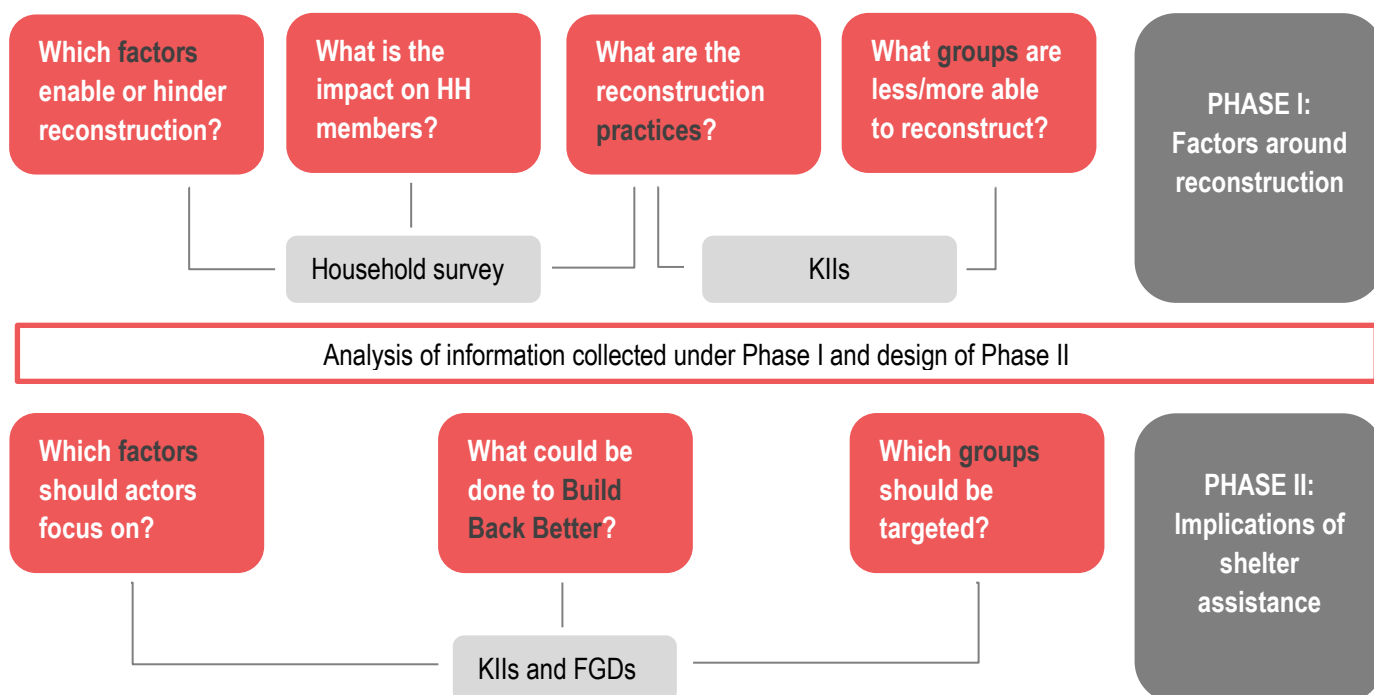 Which factors
enable or hinder
reconstruction?
What is the
impact on HH
members?
What are the
reconstruction
practices?
What groups are
less/more able
to reconstruct?
PHASE I:
Factors around
reconstruction
Household survey
KIIs
Analysis of information collected under Phase I and design of Phase II
Which factors
should actors
focus on?
What could be
done to Build
Back Better?
Which groups
should be
targeted?
PHASE II:
Implications of
shelter
assistance
KIIs and FGDs